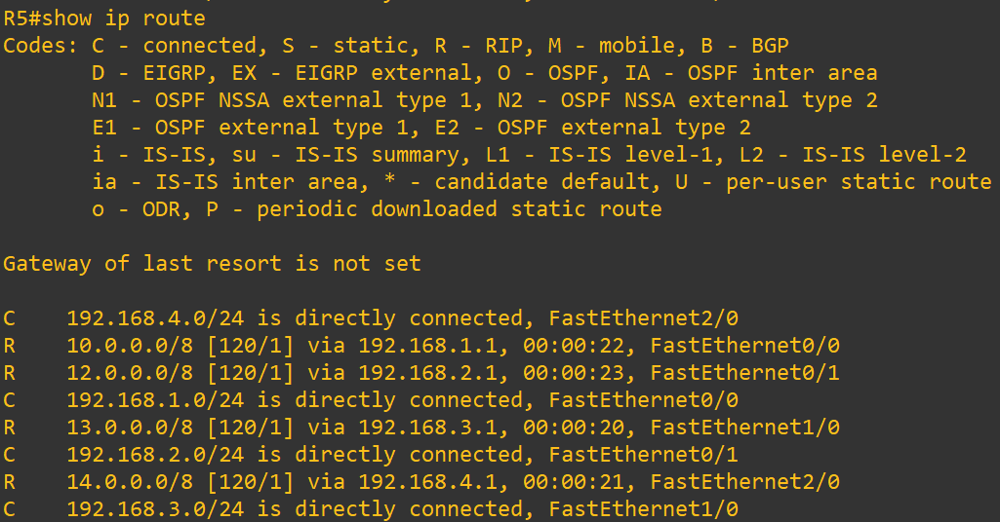 R5#show ip route
Codes: C - connected, S - static, R - RIP, M - mobile, B - BGP
       D - EIGRP, EX - EIGRP external, O - OSPF, IA - OSPF inter area
       N1 - OSPF NSSA external type 1, N2 - OSPF NSSA external type 2
       E1 - OSPF external type 1, E2 - OSPF external type 2
       i - IS-IS, su - IS-IS summary, L1 - IS-IS level-1, L2 - IS-IS level-2
       ia - IS-IS inter area, * - candidate default, U - per-user static route
       o - ODR, P - periodic downloaded static route

Gateway of last resort is not set

C    192.168.4.0/24 is directly connected, FastEthernet2/0
R    10.0.0.0/8 [120/1] via 192.168.1.1, 00:00:22, FastEthernet0/0
R    12.0.0.0/8 [120/1] via 192.168.2.1, 00:00:23, FastEthernet0/1
C    192.168.1.0/24 is directly connected, FastEthernet0/0
R    13.0.0.0/8 [120/1] via 192.168.3.1, 00:00:20, FastEthernet1/0
C    192.168.2.0/24 is directly connected, FastEthernet0/1
R    14.0.0.0/8 [120/1] via 192.168.4.1, 00:00:21, FastEthernet2/0
C    192.168.3.0/24 is directly connected, FastEthernet1/0